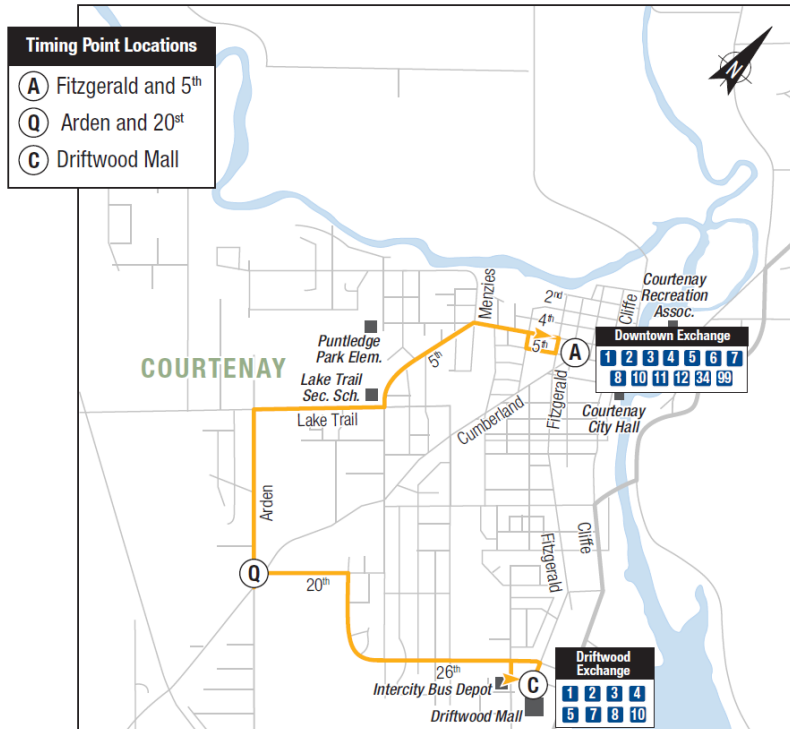 Timing Point Locations
A Fitzgerald and 5th
Q Arden and 20st
C Driftwood Mall
N
Menzies
2nd
4th
5th
Cliffe
Courtenay
Recreation
Assoc.
Puntledge
Park Elem.
5th
A
Downtown Exchange
1 2 3 4 5 6 7
8 10 11 12 34 99
COURTENAY
Lake Trail
Sec. Sch.
Lake Trail
Cumberland
Fitzgerald
Courtenay
City Hall
Arden
Q
20th
Fitzgerald
Cliffe
26th
Intercity Bus Depot
C
Driftwood Mall
Driftwood
Exchange
1 2 3 4
5 7 8 10